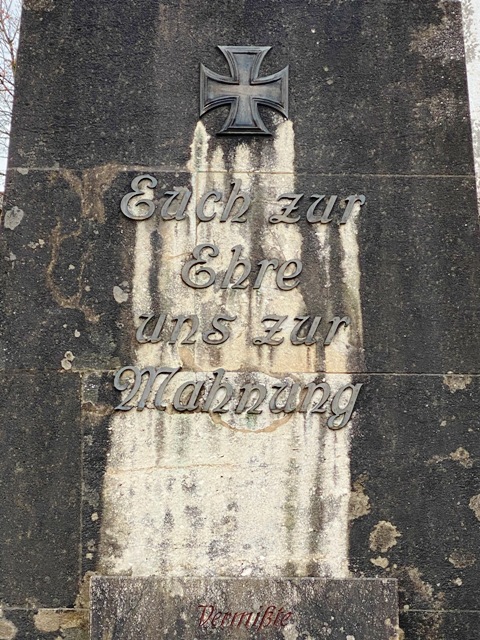 Euch zur
Ehre
uns zur
Mahnung
Vermißte